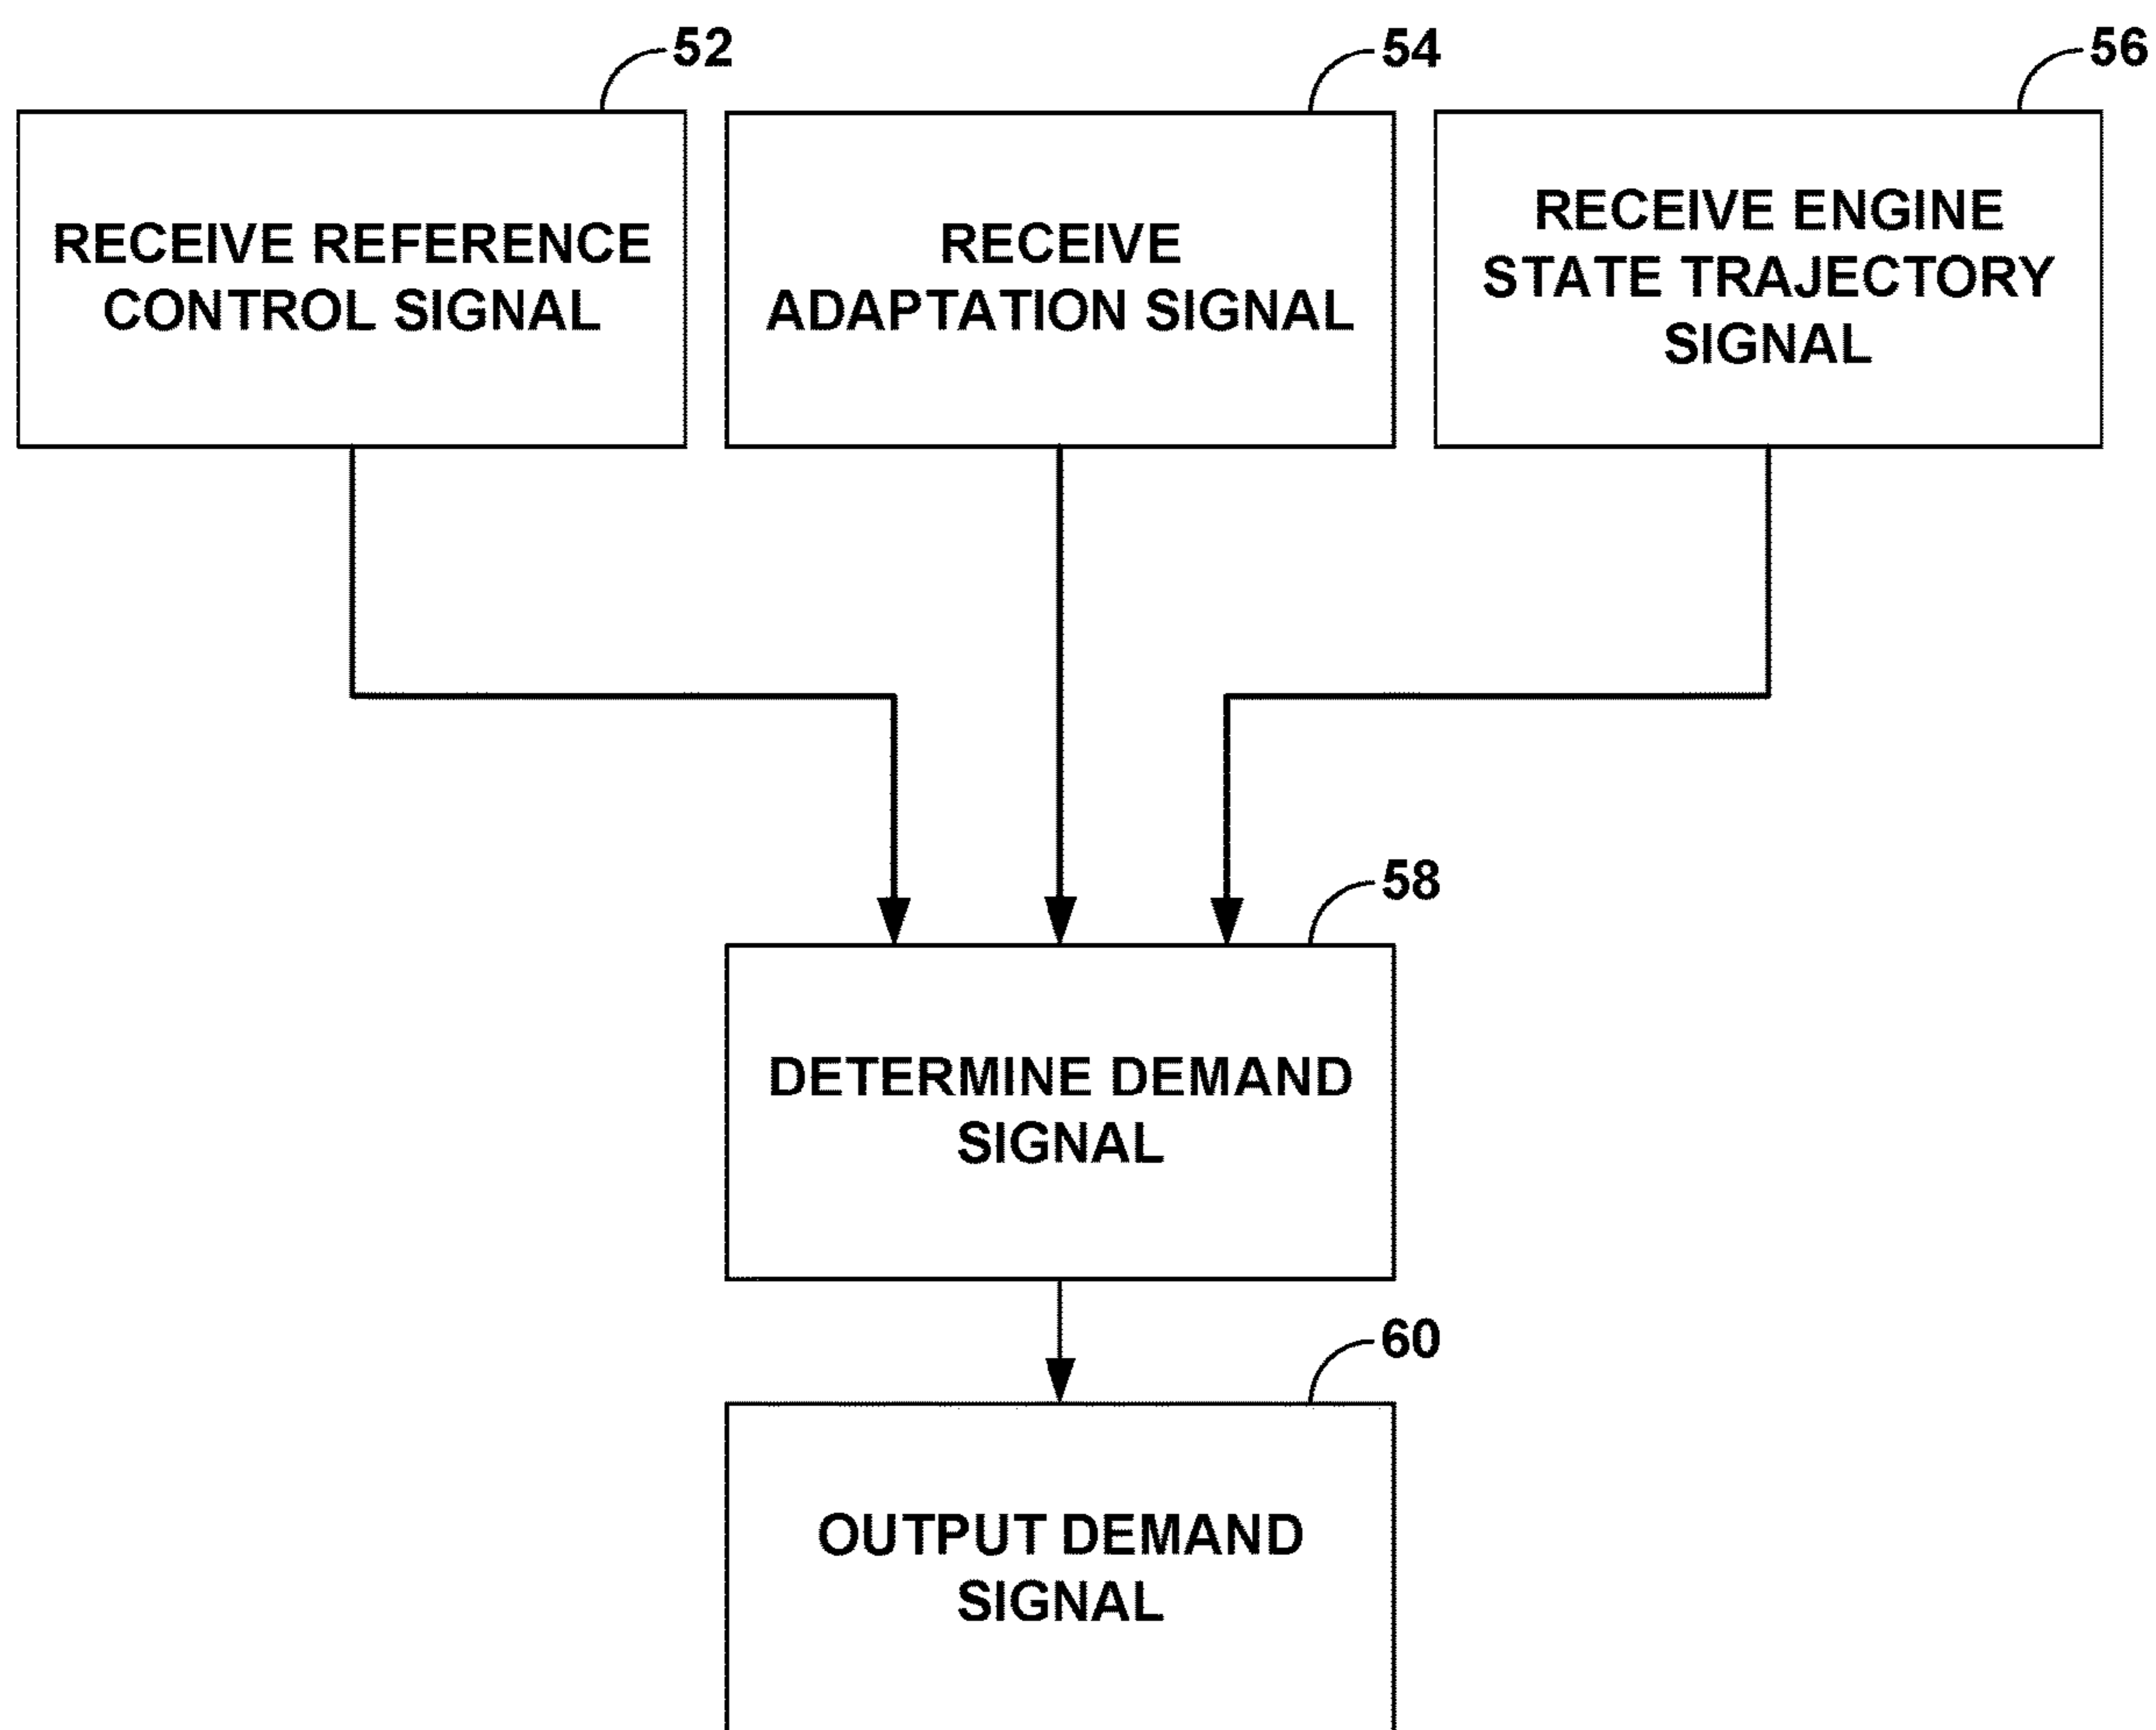 52
54
56
RECEIVE REFERENCE
CONTROL SIGNAL
RECEIVE
ADAPTATION SIGNAL
RECEIVE ENGINE
STATE TRAJECTORY
SIGNAL
58
DETERMINE DEMAND
SIGNAL
60
OUTPUT DEMAND
SIGNAL